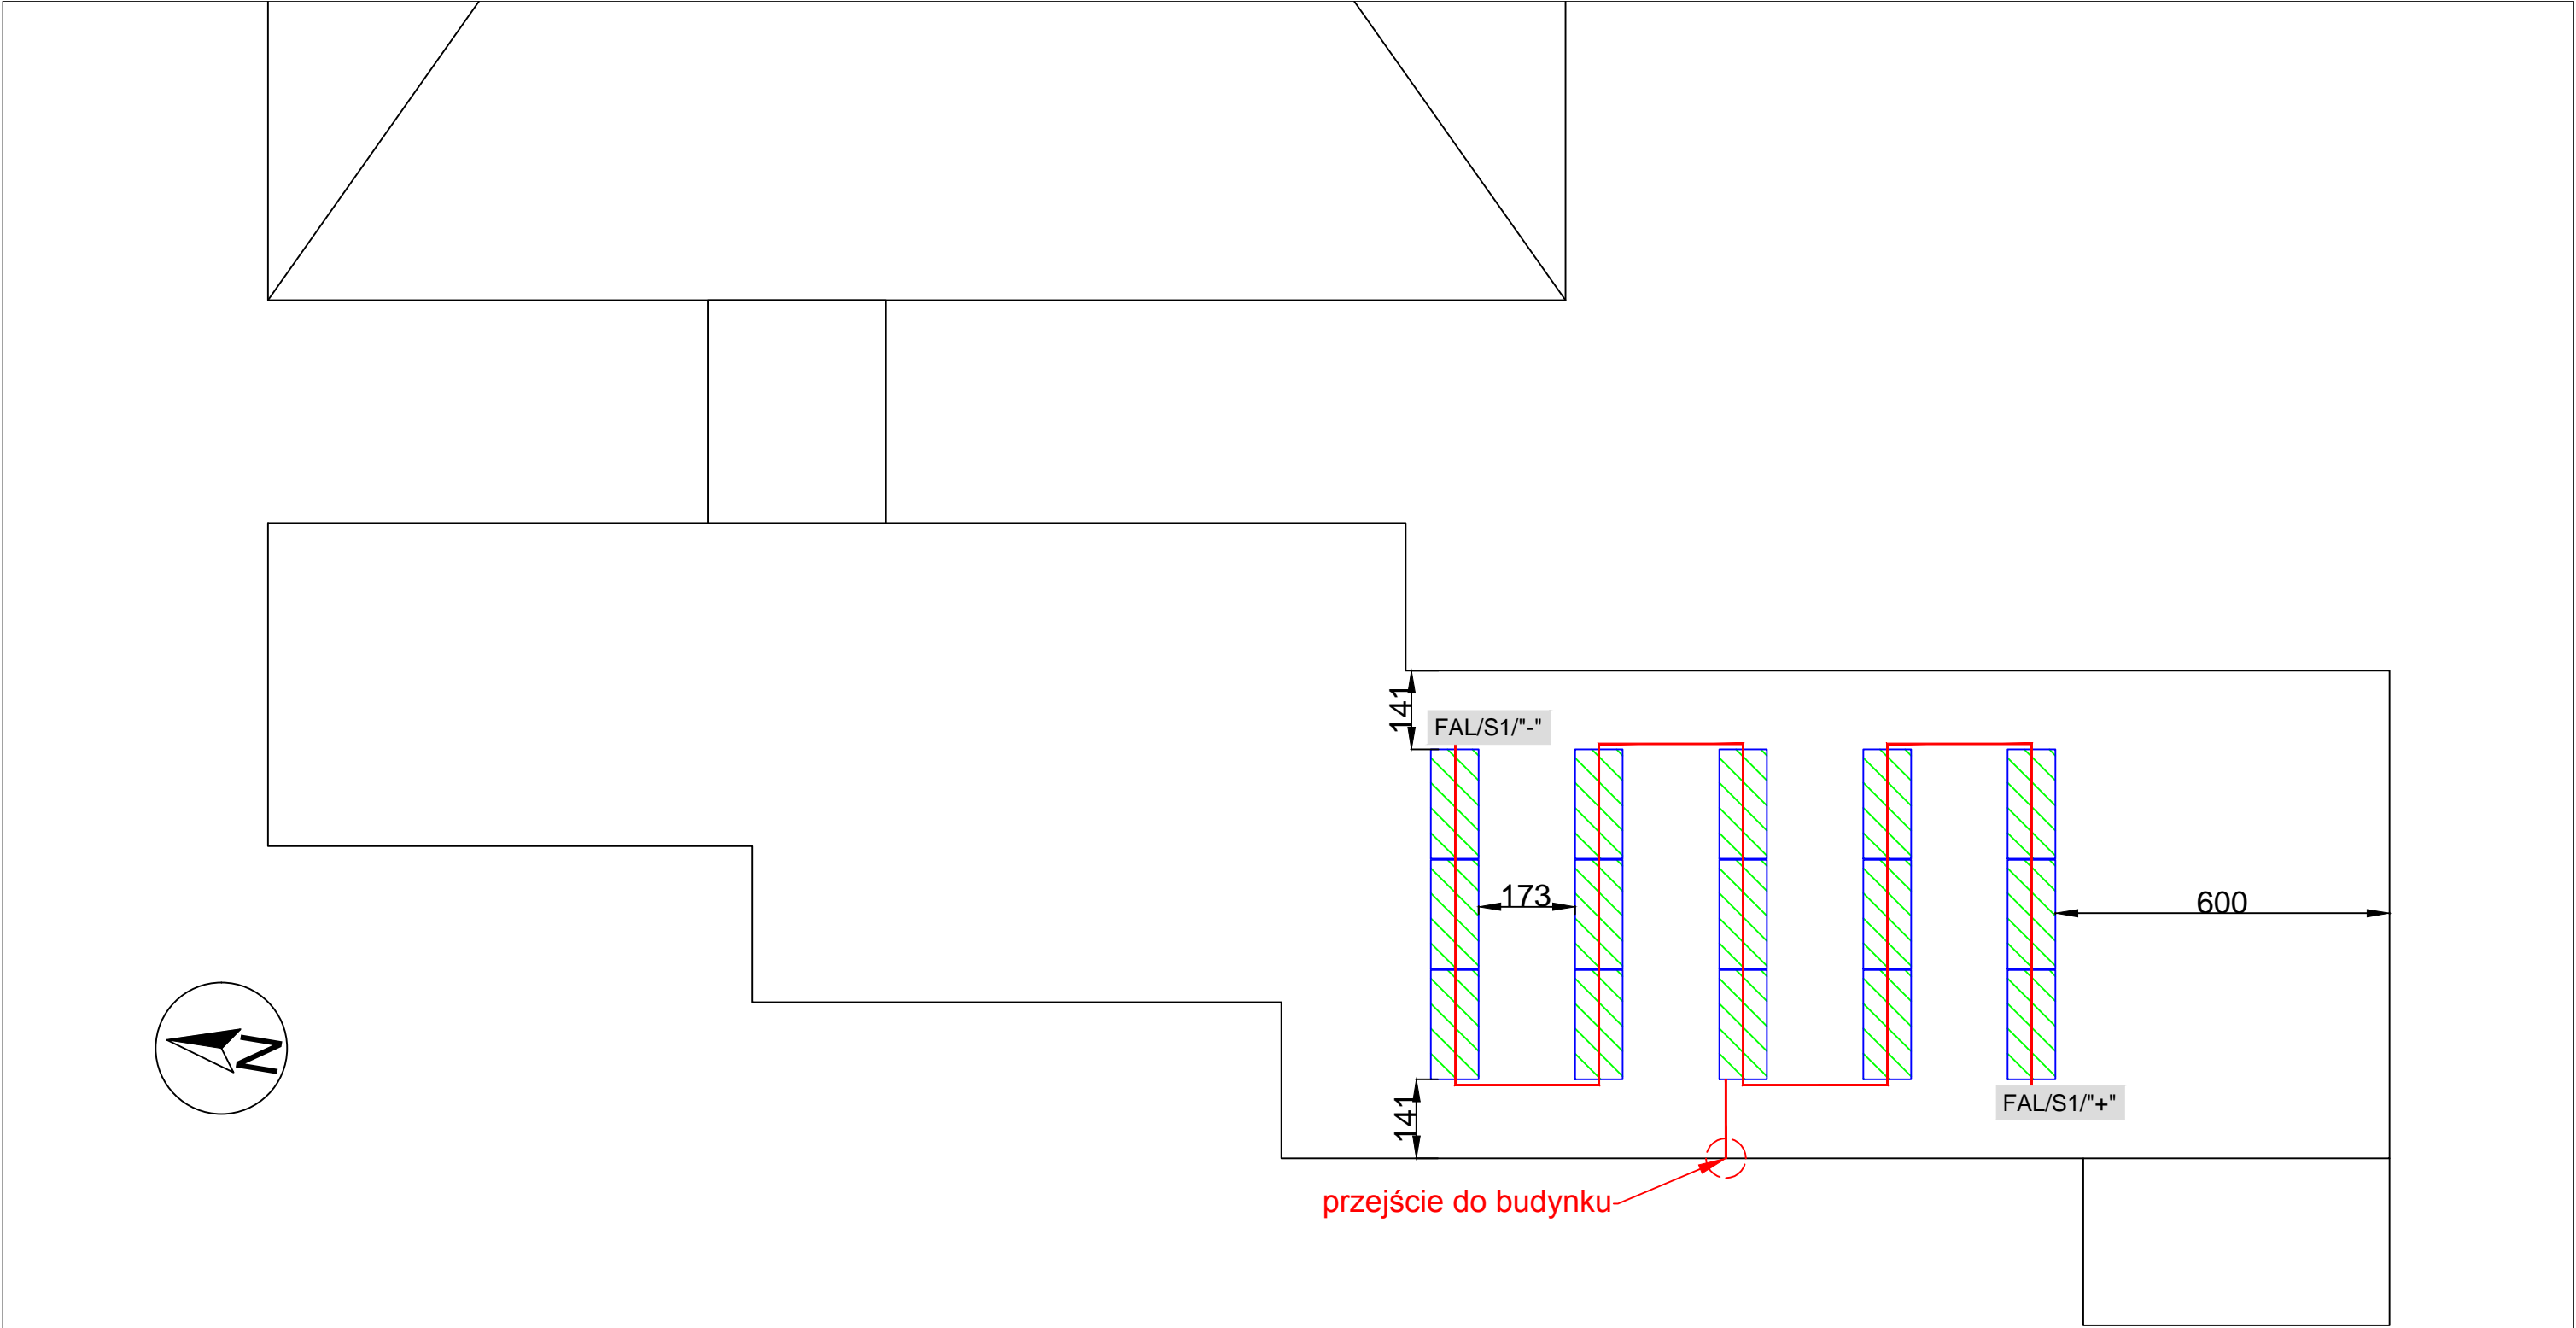 141
FAL/S1/"-"
173
600
N
141
FAL/S1/"+"
przejście do budynku